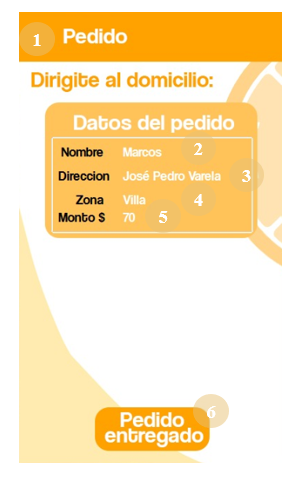 1 Pedido
Dirigite al domicilio:
Datos del pedido
Nombre Marcos 2
Direccion José Pedro Varela 3
Zona Villa 4
Monto $ 70 5
Pedido 6
entregado